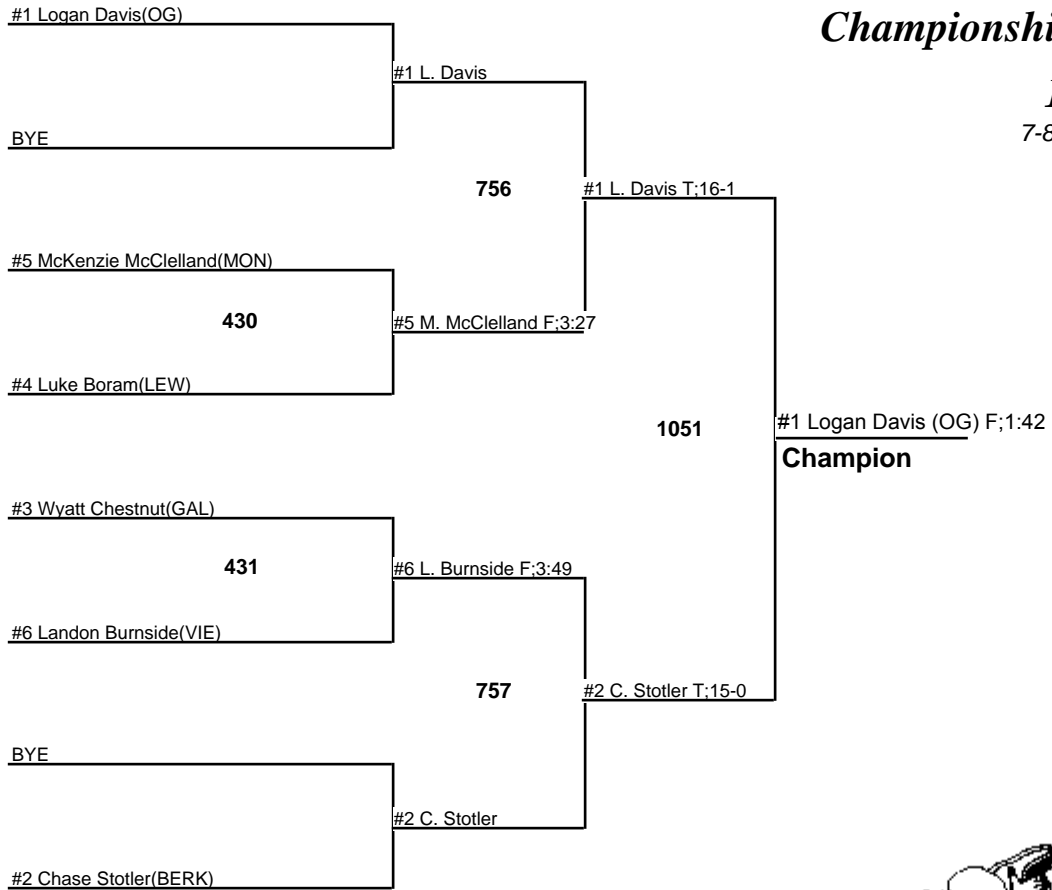 #1 Logan Davis(OG)
Championshi
#1 L. Davis
7-8
BYE
756
#1 L. Davis T;16-1
#5 McKenzie McClelland(MON)
430
#5 M. McClelland F;3:27
#4 Luke Boram(LEW)
1051
#1 Logan Davis (OG) F;1:42
Champion
#3 Wyatt Chestnut(GAL)
431
#6 L. Burnside F;3:49
#6 Landon Burnside(VIE)
757
#2 C. Stotler T;15-0
BYE
#2 C. Stotler
#2 Chase Stotler(BERK)